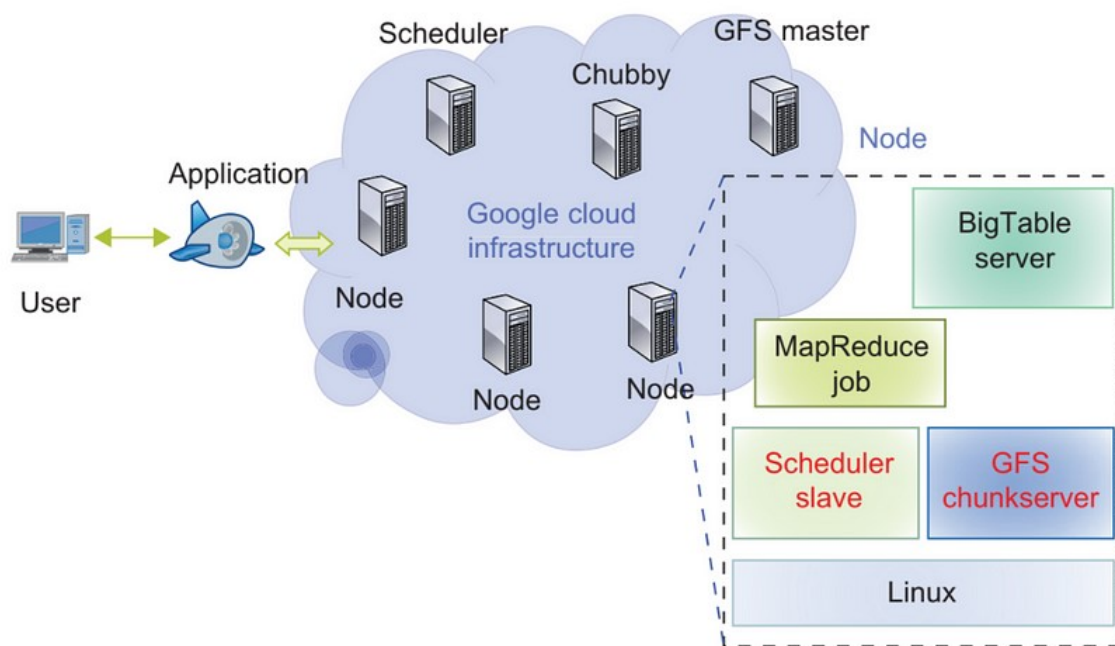 Scheduler
GFS master
Chubby
Node
Application
Google cloud
infrastructure
User
Node
Node
Node
BigTable
server
MapReduce
job
Scheduler
slave
GFS
chunkserver
Linux